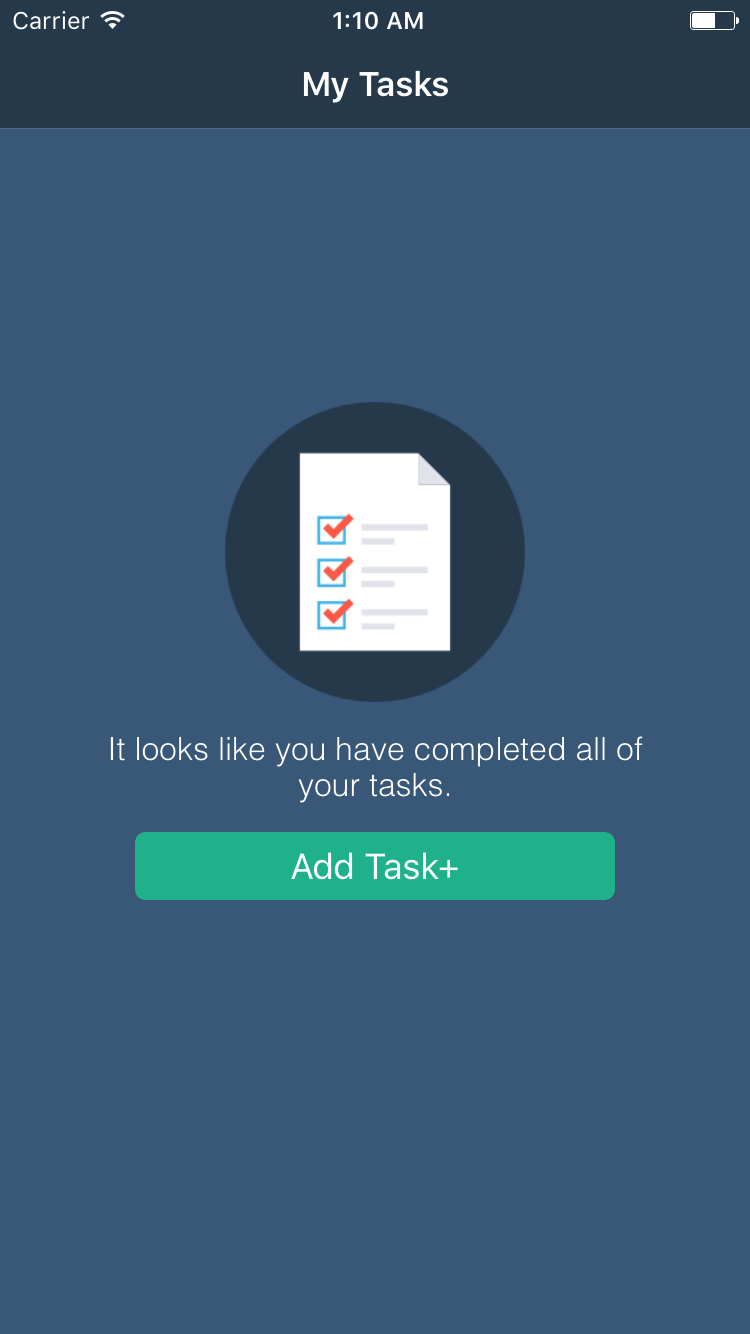 Carrier 1:10 AM
My Tasks
It looks like you have completed all of
your tasks.
Add Task+